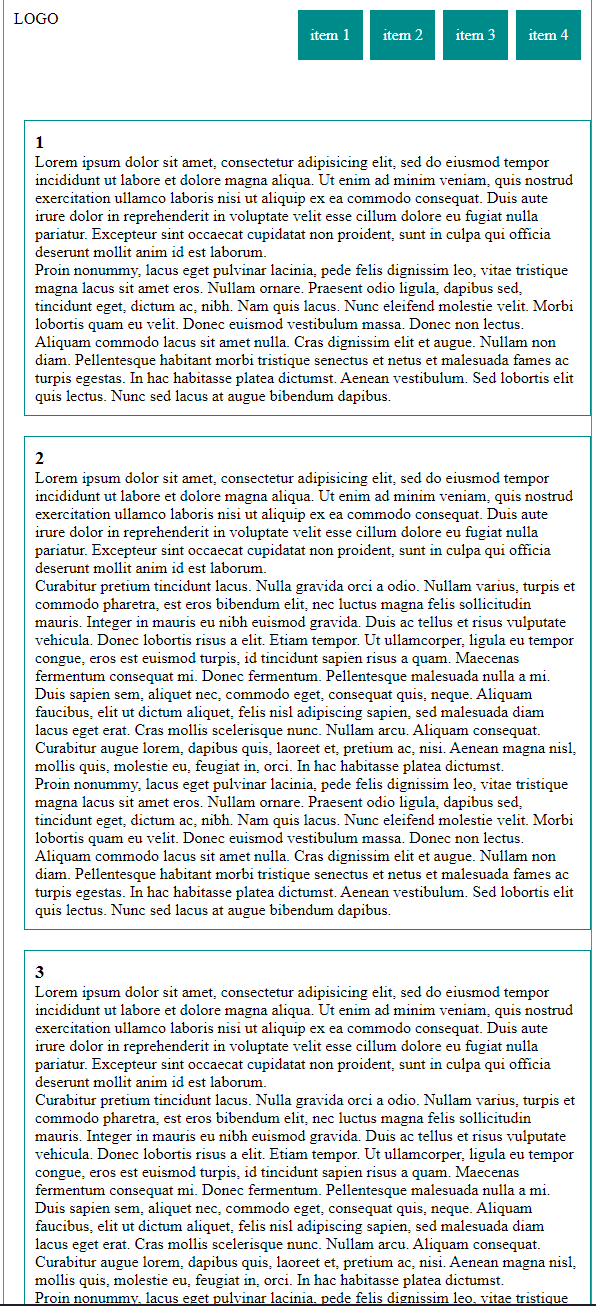 LOGO
item 1
item 2
item 3
item 4
1
Lorem ipsum dolor sit amet, consectetur adipisicing elit, sed do eiusmod tempor
incididunt ut labore et dolore magna aliqua. Ut enim ad minim veniam, quis nostrud
exercitation ullamco laboris nisi ut aliquip ex ea commodo consequat. Duis aute
irure dolor in reprehenderit in voluptate velit esse cillum dolore eu fugiat nulla
pariatur. Excepteur sint occaecat cupidatat non proident, sunt in culpa qui officia
deserunt mollit anim id est laborum.
Proin nonummy, lacus eget pulvinar lacinia, pede felis dignissim leo, vitae tristique
magna lacus sit amet eros. Nullam ornare. Praesent odio ligula, dapibus sed,
tincidunt eget, dictum ac, nibh. Nam quis lacus. Nunc eleifend molestie velit. Morbi
lobortis quam eu velit. Donec euismod vestibulum massa. Donec non lectus.
Aliquam commodo lacus sit amet nulla. Cras dignissim elit et augue. Nullam non
diam. Pellentesque habitant morbi tristique senectus et netus et malesuada fames ac
turpis egestas. In hac habitasse platea dictumst. Aenean vestibulum. Sed lobortis elit
quis lectus. Nunc sed lacus at augue bibendum dapibus.
2
Lorem ipsum dolor sit amet, consectetur adipisicing elit, sed do eiusmod tempor
incididunt ut labore et dolore magna aliqua. Ut enim ad minim veniam, quis nostrud
exercitation ullamco laboris nisi ut aliquip ex ea commodo consequat. Duis aute
irure dolor in reprehenderit in voluptate velit esse cillum dolore eu fugiat nulla
pariatur. Excepteur sint occaecat cupidatat non proident, sunt in culpa qui officia
deserunt mollit anim id est laborum.
Curabitur pretium tincidunt lacus. Nulla gravida orci a odio. Nullam varius, turpis et
commodo pharetra, est eros bibendum elit, nec luctus magna felis sollicitudin
mauris. Integer in mauris eu nibh euismod gravida. Duis ac tellus et risus vulputate
vehicula. Donec lobortis risus a elit. Etiam tempor. Ut ullamcorper, ligula eu tempor
congue, eros est euismod turpis, id tincidunt sapien risus a quam. Maecenas
fermentum consequat mi. Donec fermentum. Pellentesque malesuada nulla a mi.
Duis sapien sem, aliquet nec, commodo eget, consequat quis, neque. Aliquam
faucibus, elit ut dictum aliquet, felis nisl adipiscing sapien, sed malesuada diam
lacus eget erat. Cras mollis scelerisque nunc. Nullam arcu. Aliquam consequat.
Curabitur augue lorem, dapibus quis, laoreet et, pretium ac, nisi. Aenean magna nisl,
mollis quis, molestie eu, feugiat in, orci. In hac habitasse platea dictumst.
Proin nonummy, lacus eget pulvinar lacinia, pede felis dignissim leo, vitae tristique
magna lacus sit amet eros. Nullam ornare. Praesent odio ligula, dapibus sed,
tincidunt eget, dictum ac, nibh. Nam quis lacus. Nunc eleifend molestie velit. Morbi
lobortis quam eu velit. Donec euismod vestibulum massa. Donec non lectus.
Aliquam commodo lacus sit amet nulla. Cras dignissim elit et augue. Nullam non
diam. Pellentesque habitant morbi tristique senectus et netus et malesuada fames ac
turpis egestas. In hac habitasse platea dictumst. Aenean vestibulum. Sed lobortis elit
quis lectus. Nunc sed lacus at augue bibendum dapibus.
3
Lorem ipsum dolor sit amet, consectetur adipisicing elit, sed do eiusmod tempor
incididunt ut labore et dolore magna aliqua. Ut enim ad minim veniam, quis nostrud
exercitation ullamco laboris nisi ut aliquip ex ea commodo consequat. Duis aute
irure dolor in reprehenderit in voluptate velit esse cillum dolore eu fugiat nulla
pariatur. Excepteur sint occaecat cupidatat non proident, sunt in culpa qui officia
deserunt mollit anim id est laborum.
Curabitur pretium tincidunt lacus. Nulla gravida orci a odio. Nullam varius, turpis et
commodo pharetra, est eros bibendum elit, nec luctus magna felis sollicitudin
mauris. Integer in mauris eu nibh euismod gravida. Duis ac tellus et risus vulputate
vehicula. Donec lobortis risus a elit. Etiam tempor. Ut ullamcorper, ligula eu tempor
congue, eros est euismod turpis, id tincidunt sapien risus a quam. Maecenas
fermentum consequat mi. Donec fermentum. Pellentesque malesuada nulla a mi.
Duis sapien sem, aliquet nec, commodo eget, consequat quis, neque. Aliquam
faucibus, elit ut dictum aliquet, felis nisl adipiscing sapien, sed malesuada diam
lacus eget erat. Cras mollis scelerisque nunc. Nullam arcu. Aliquam consequat.
Curabitur augue lorem, dapibus quis, laoreet et, pretium ac, nisi. Aenean magna nisl,
mollis quis, molestie eu, feugiat in, orci. In hac habitasse platea dictumst.
Proin nonummy, lacus eget pulvinar lacinia, pede felis dignissim leo, vitae tristique